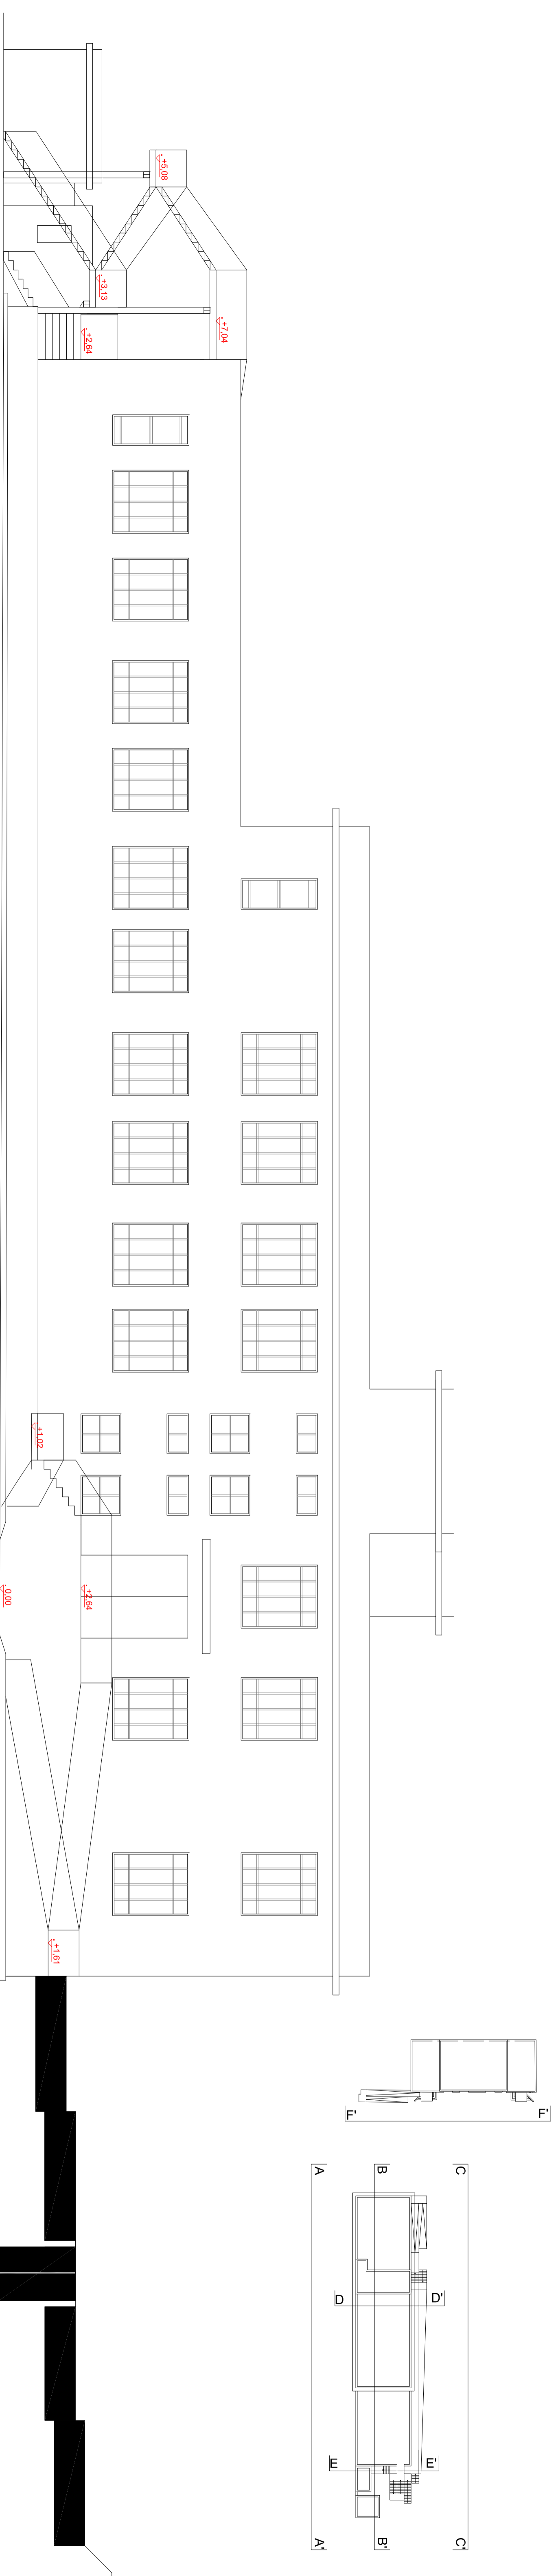 +5,08
+3,13
+7,04
+2,64
+1,02
0,00
+2,64
+1,61
F' F'
A B C
D D'
E E'
A' B' C'